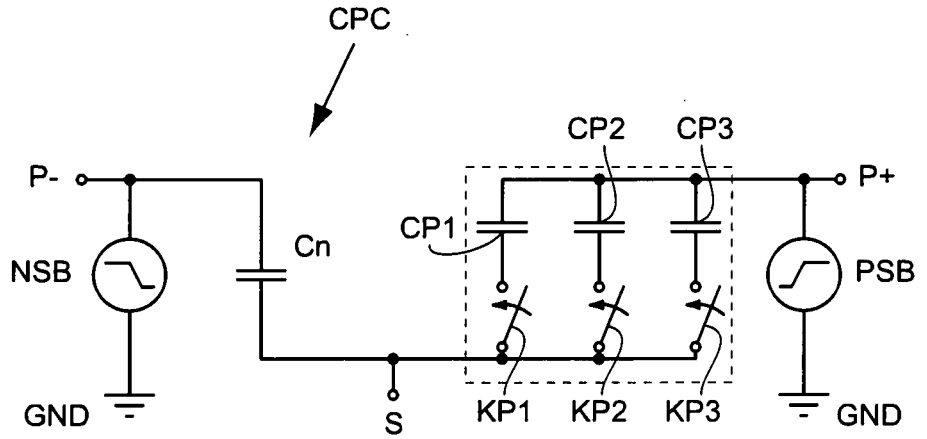 CPC
CP2
CP3
P-
P+
CP1
Cn
NSB
PSB
GND
S
KP1
KP2
KP3
GND